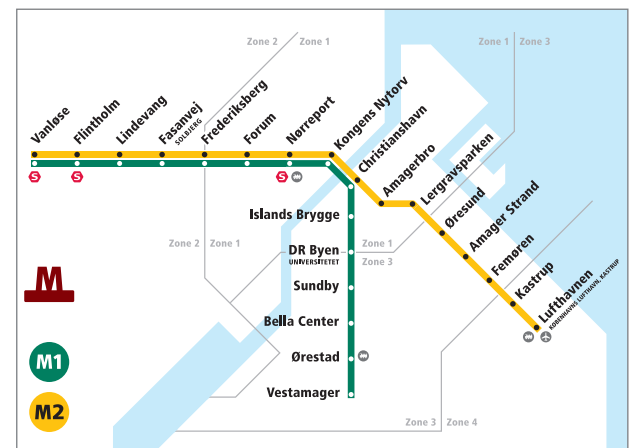 Zone 2
Zone 1
Zone 1
Zone 3
Vanløse
Flintholm
Lindevang
Fasanvej
SOLBJERG
Frederiksberg
Forum
Nørreport
Kongens Nytorv
Christianshavn
Amagerbro
Lergravsparken
Øresund
Amager Strand
Femøren
Kastrup
Lufthavnen
KØBENHAVNS LUFTHAVN, KASTRUP
S
S
S
Islands Brygge
Zone 2
Zone 1
DR Byen
UNIVERSITETET
Zone 1
Zone 3
Sundby
Bella Center
Ørestad
Vestamager
M
M1
M2
Zone 3
Zone 4